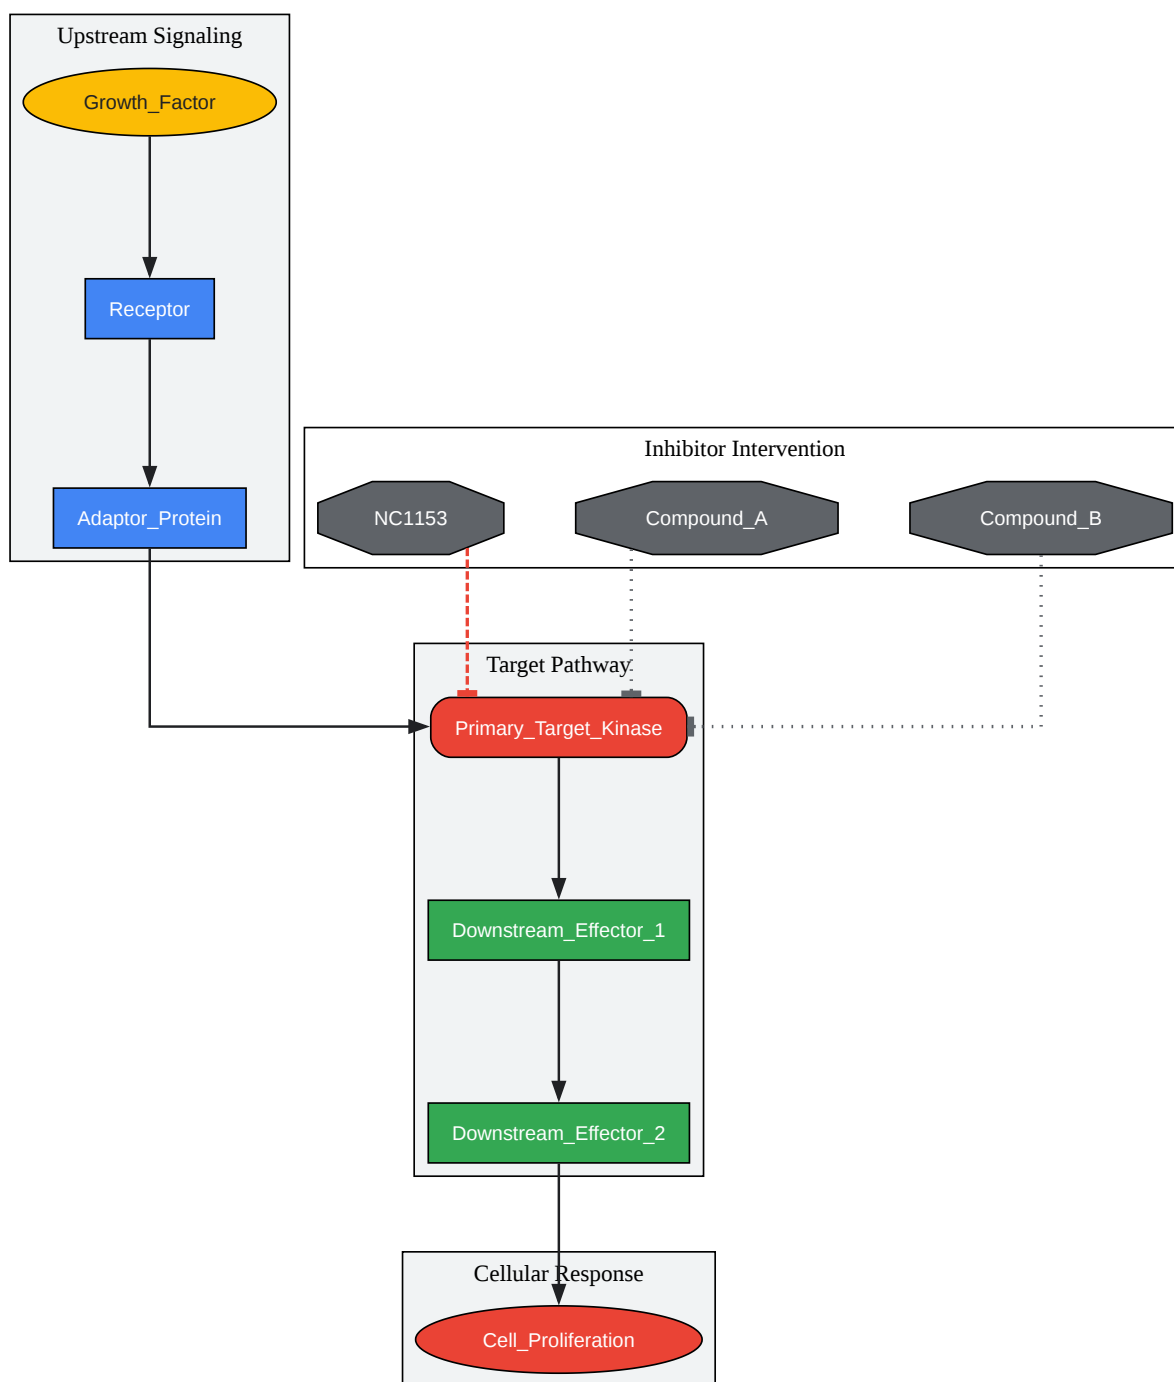 Upstream Signaling
Growth_Factor
Receptor
Adaptor_Protein
Inhibitor Intervention
NC1153
Compound_A
Compound_B
Target Pathway
Primary_Target_Kinase
Downstream_Effector_1
Downstream_Effector_2
Cellular Response
Cell_Proliferation